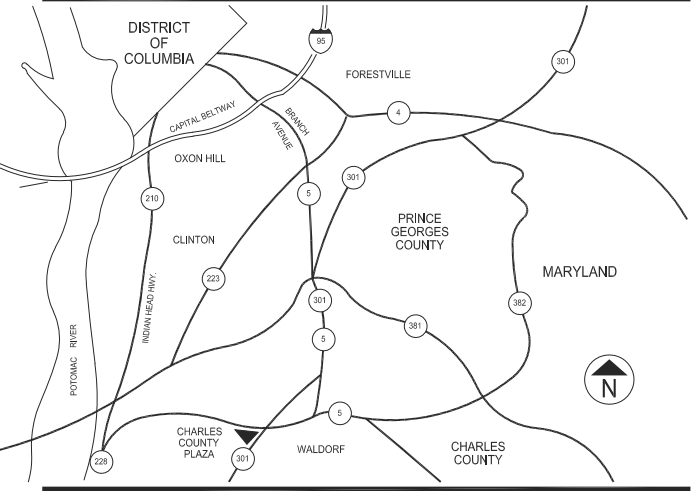 DISTRICT
OF
COLUMBIA
95
301
FORESTVILLE
CAPITAL BELTWAY
BRANCH
AVENUE
4
OXON HILL
301
210
5
PRINCE
GEORGES
COUNTY
CLINTON
MARYLAND
223
INDIAN HEAD HWY.
301
382
381
5
POTOMAC RIVER
N
5
CHARLES
COUNTY
PLAZA
WALDORF
CHARLES
COUNTY
228
301